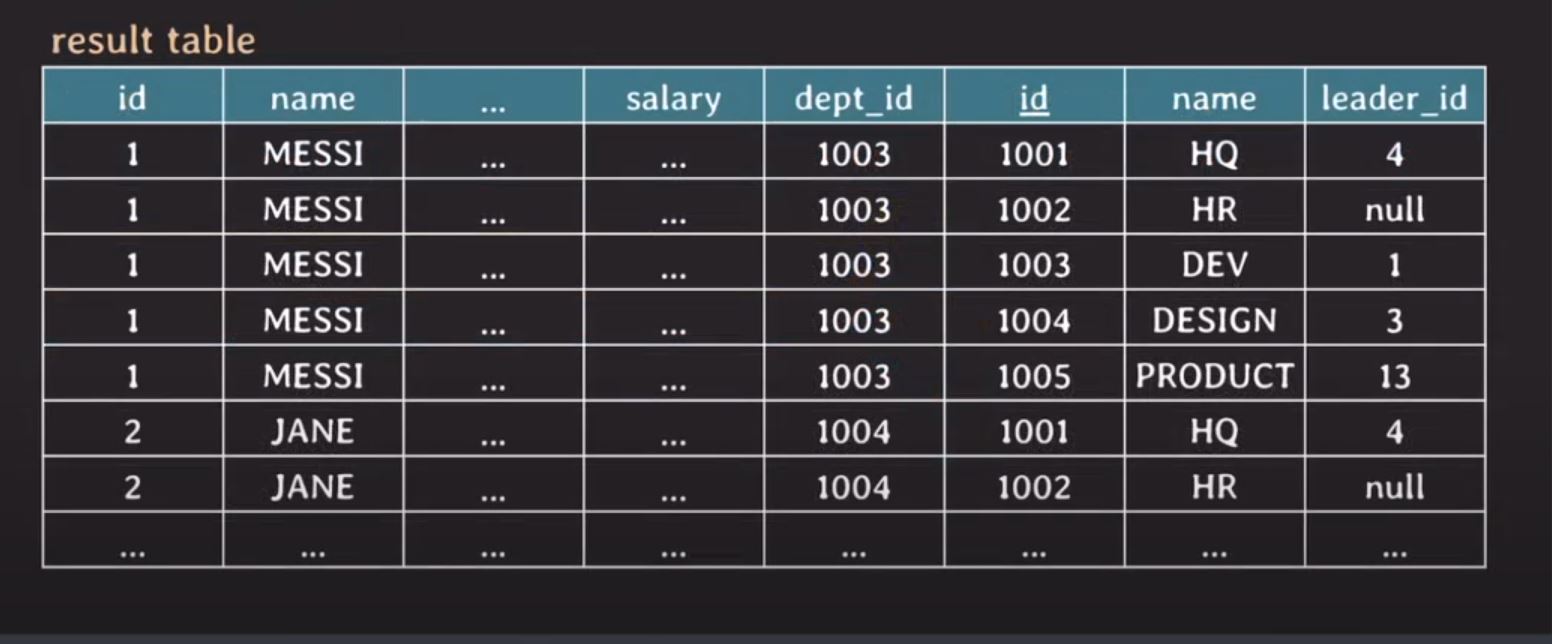 result table
id name ... salary dept_id id name leader_id
1 MESSI ... ... 1003 1001 HQ 4
1 MESSI ... ... 1003 1002 HR null
1 MESSI ... ... 1003 1003 DEV 1
1 MESSI ... ... 1003 1004 DESIGN 3
1 MESSI ... ... 1003 1005 PRODUCT 13
2 JANE ... ... 1004 1001 HQ 4
2 JANE ... ... 1004 1002 HR null
... ... ... ... ... ... ... ...